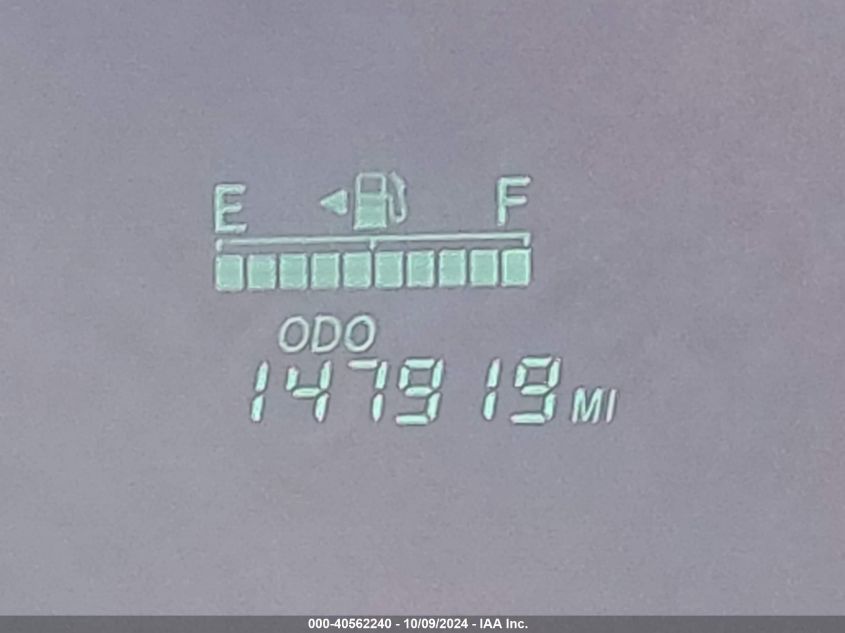 E F
ODO
147919 MI
000-40562240 - 10/09/2024 - IAA Inc.